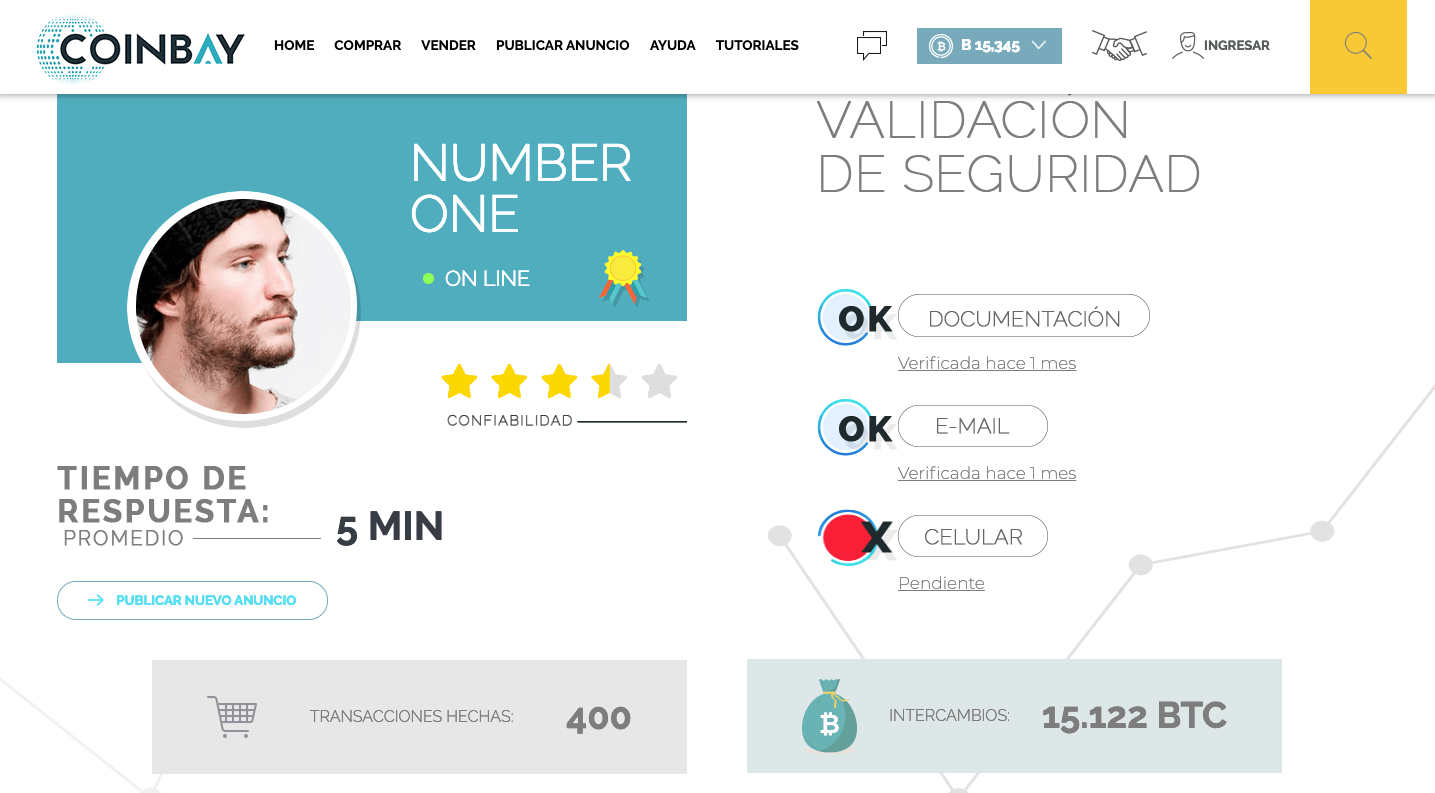 COINBAY
HOME COMPRAR VENDER PUBLICAR ANUNCIO AYUDA TUTORIALES
B 15,345
INGRESAR
NUMBER
ONE
ON LINE
CONFIABILIDAD
TIEMPO DE
RESPUESTA:
PROMEDIO
5 MIN
PUBLICAR NUEVO ANUNCIO
VALIDACIÓN
DE SEGURIDAD
OK DOCUMENTACIÓN
Verificada hace 1 mes
OK E-MAIL
Verificada hace 1 mes
X CELULAR
Pendiente
TRANSACCIONES HECHAS: 400
INTERCAMBIOS: 15.122 BTC